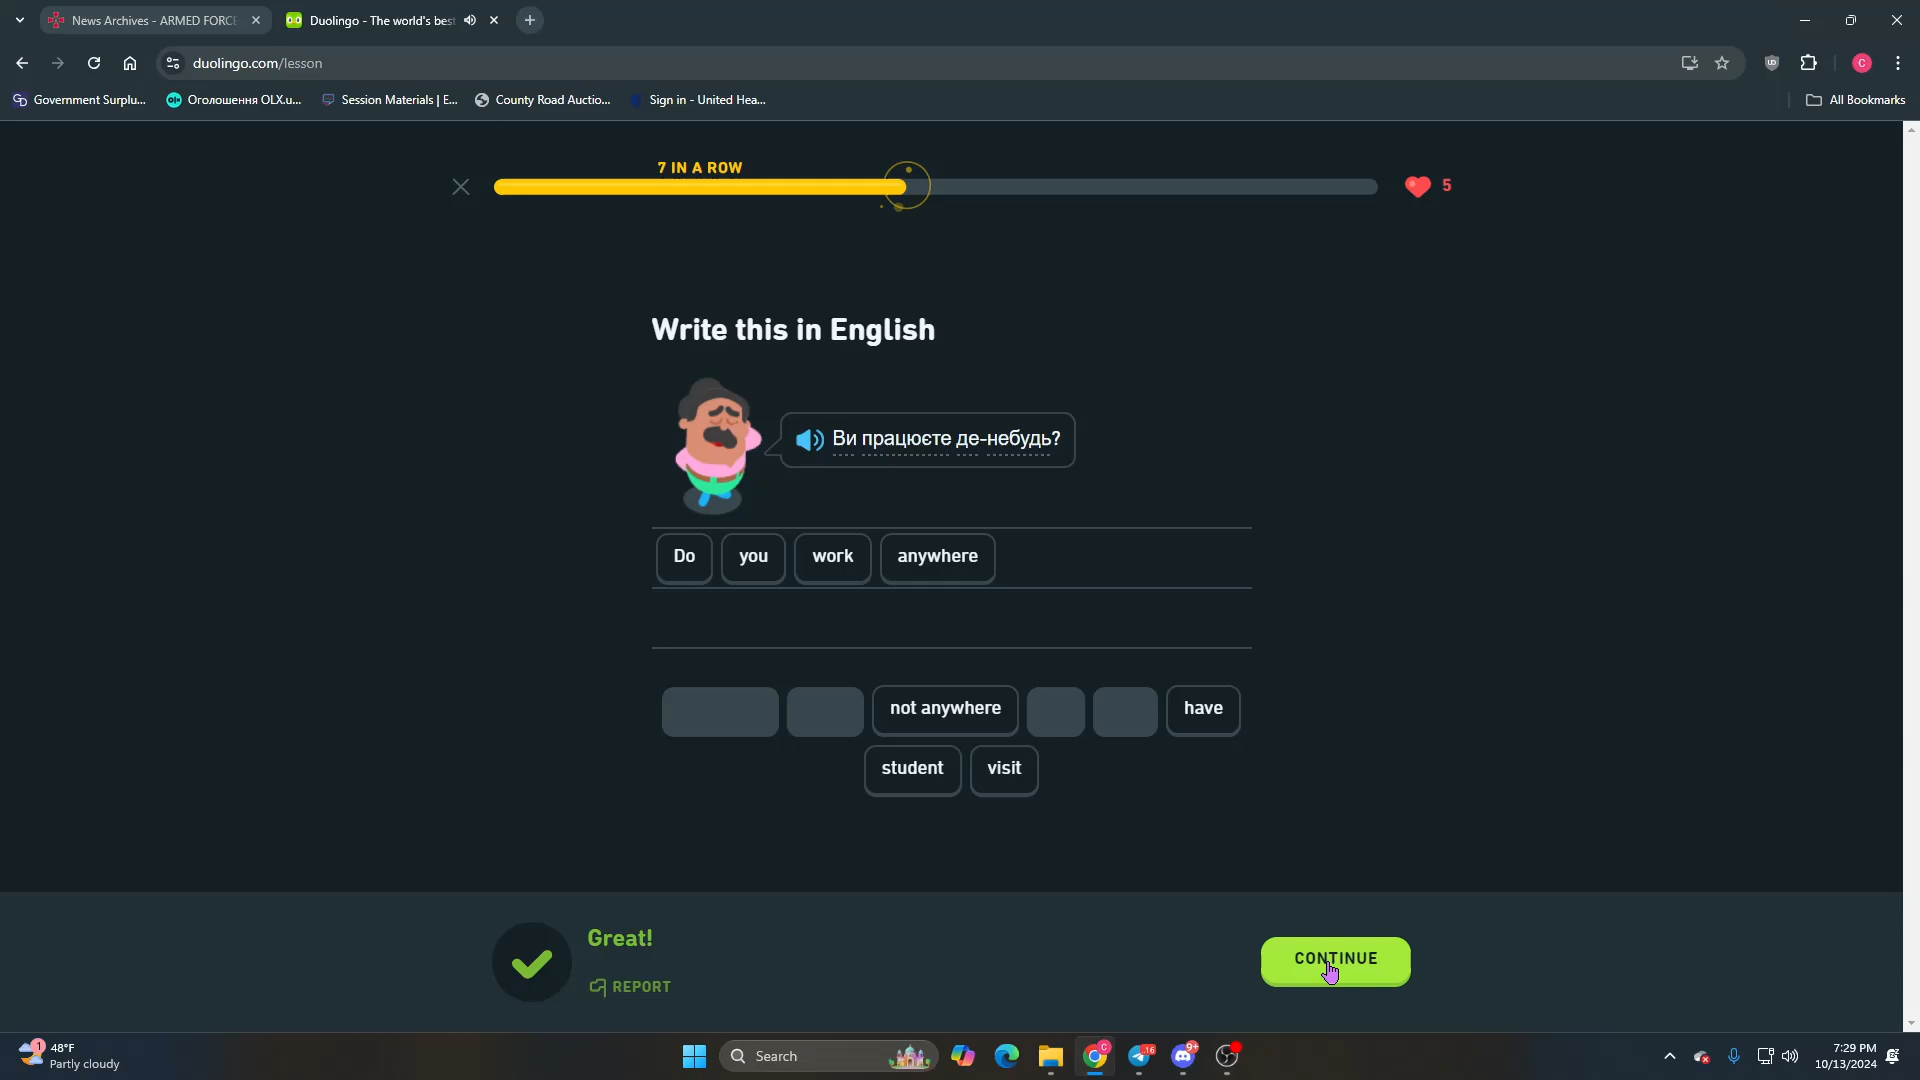 News Archives - ARMED FORCE
Duolingo - The world's best
duolingo.com/lesson
C
Government Surplu...
Оголошення OLX.u...
Session Materials | E...
County Road Auctio...
Sign in - United Hea...
All Bookmarks
7 IN A ROW
5
Write this in English
Ви працюєте де-небудь?
Do you work anywhere
not anywhere have
student visit
Great!
REPORT
CONTINUE
1
48°F
Partly cloudy
Search
C
16
9+
7:29 PM
10/13/2024